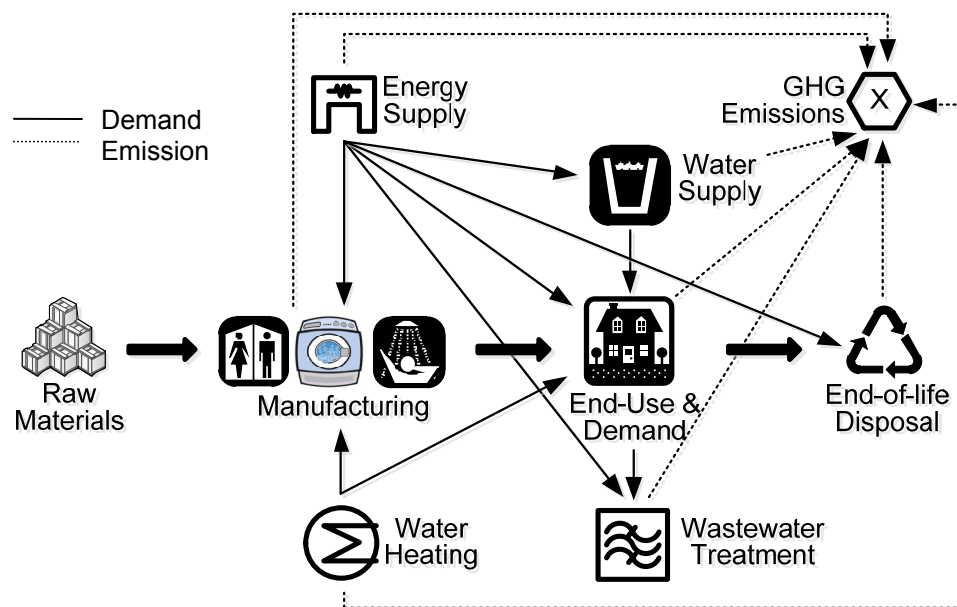 Energy
Supply
GHG
Emissions
X
Demand
Emission
Water
Supply
Raw
Materials
Manufacturing
End-Use &
Demand
End-of-life
Disposal
Water
Heating
Wastewater
Treatment